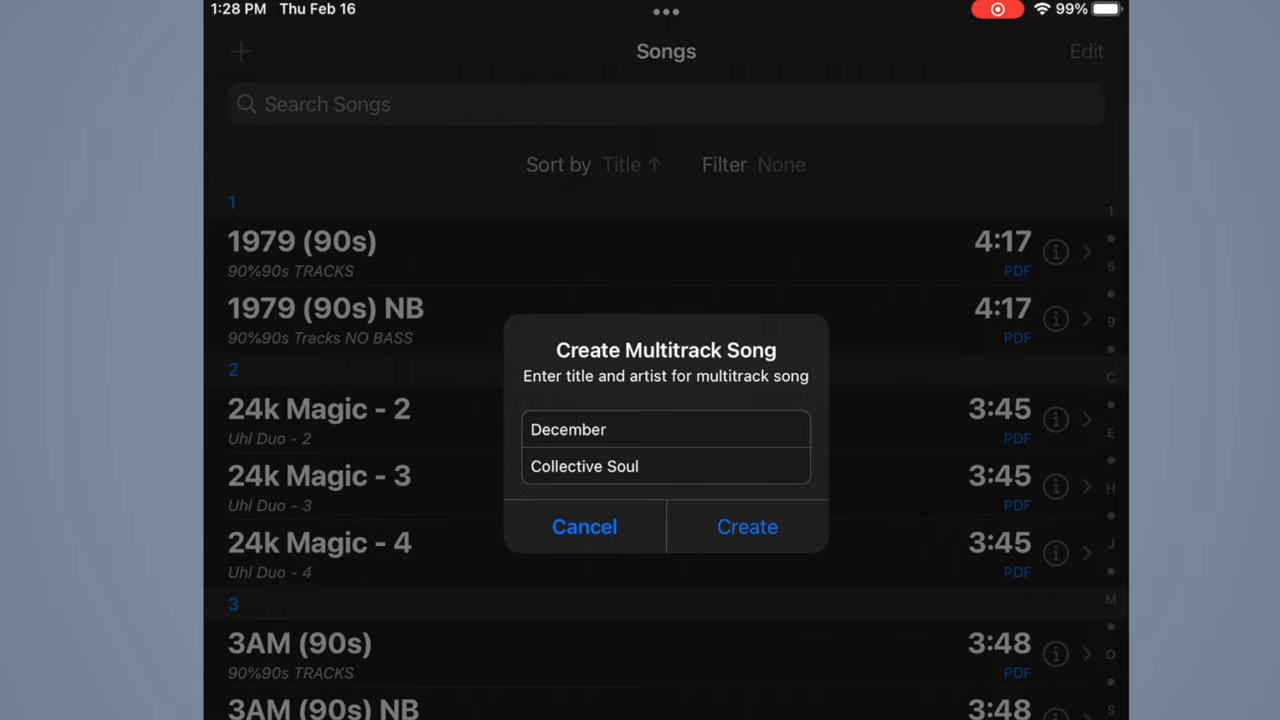 1:28 PM Thu Feb 16
99%
Songs
Edit
Search Songs
Sort by Title ↑ Filter None
1
1979 (90s)
90%90s TRACKS
4:17
PDF
1979 (90s) NB
90%90s Tracks NO BASS
4:17
PDF
2
24k Magic - 2
Uhl Duo - 2
3:45
PDF
24k Magic - 3
Uhl Duo - 3
3:45
PDF
24k Magic - 4
Uhl Duo - 4
3:45
PDF
3
3AM (90s)
90%90s TRACKS
3:48
PDF
3AM (90s) NB
3:48
Create Multitrack Song
Enter title and artist for multitrack song
December
Collective Soul
Cancel
Create
1
5
9
C
E
H
J
M
O
S